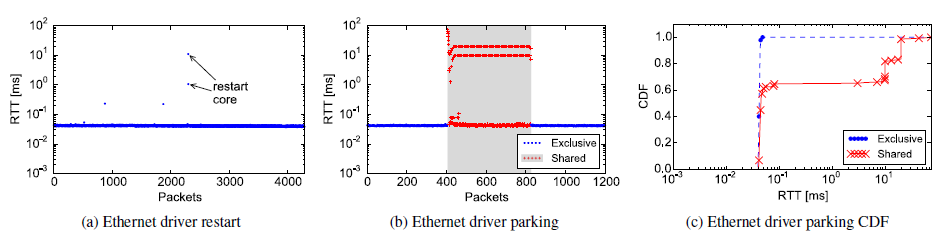 10³
10²
10¹
10⁰
10⁻¹
10⁻²
10⁻³
RTT [ms]
restart
core
0 1000 2000 3000 4000
Packets
(a) Ethernet driver restart
10²
10¹
10⁰
10⁻¹
10⁻²
10⁻³
RTT [ms]
Exclusive
Shared
0 200 400 600 800 1000 1200
Packets
(b) Ethernet driver parking
1.0
0.8
0.6
0.4
0.2
0.0
CDF
Exclusive
Shared
10⁻³ 10⁻² 10⁻¹ 10⁰ 10¹
RTT [ms]
(c) Ethernet driver parking CDF